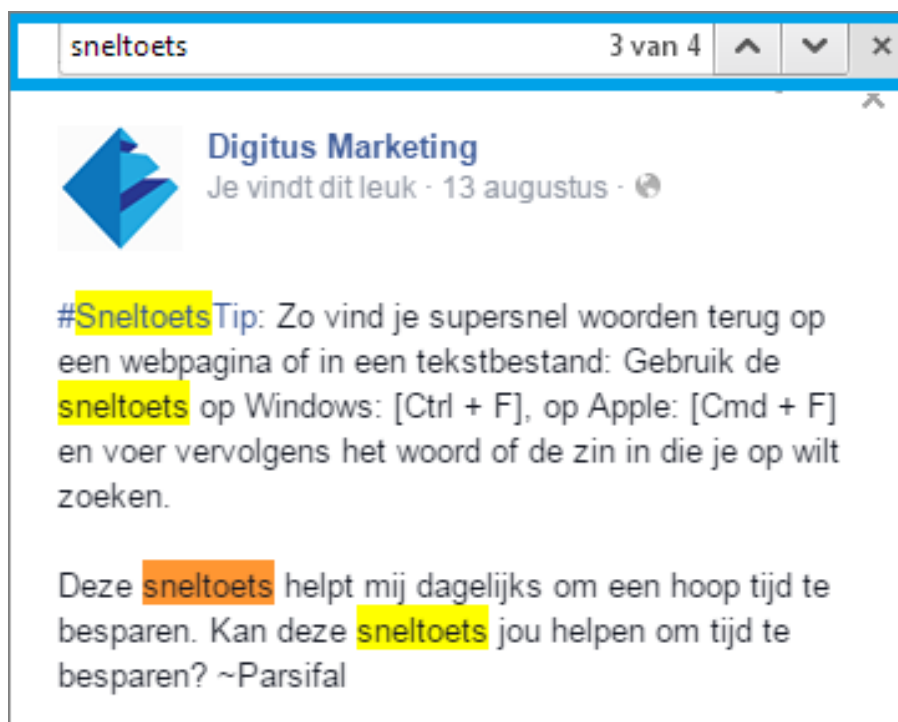 sneltoets 3 van 4
Digitus Marketing
Je vindt dit leuk · 13 augustus ·
#SneltoetsTip: Zo vind je supersnel woorden terug op
een webpagina of in een tekstbestand: Gebruik de
sneltoets op Windows: [Ctrl + F], op Apple: [Cmd + F]
en voer vervolgens het woord of de zin in die je op wilt
zoeken.
Deze sneltoets helpt mij dagelijks om een hoop tijd te
besparen. Kan deze sneltoets jou helpen om tijd te
besparen? ~Parsifal